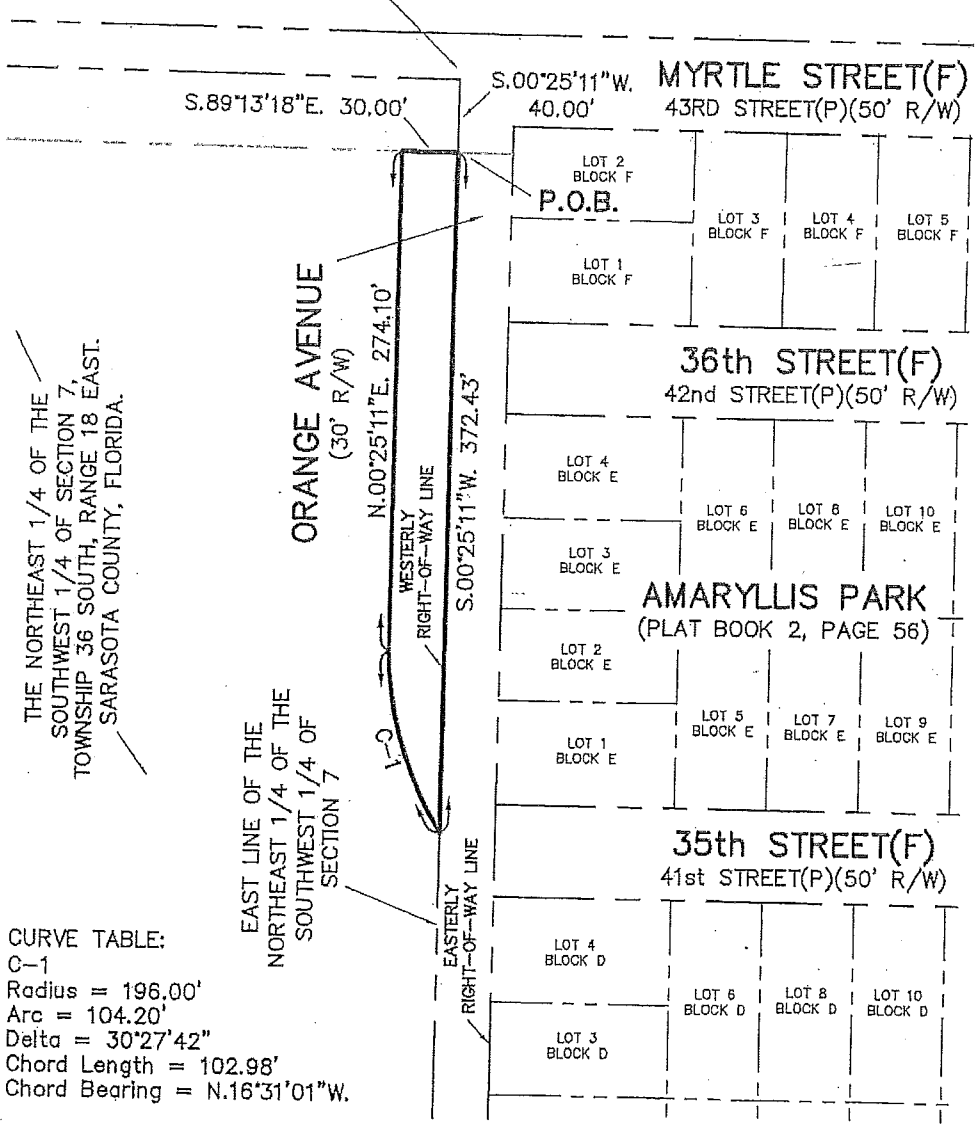 S.89°13'18"E. 30.00'
S.00°25'11"W.
40.00'
MYRTLE STREET(F)
43RD STREET(P)(50' R/W)
P.O.B.
LOT 2
BLOCK F
LOT 1
BLOCK F
LOT 3
BLOCK F
LOT 4
BLOCK F
LOT 5
BLOCK F
ORANGE AVENUE
(30' R/W)
N.00°25'11"E. 274.10'
WESTERLY
RIGHT-OF-WAY LINE
S.00°25'11"W. 372.43'
36th STREET(F)
42nd STREET(P)(50' R/W)
THE NORTHEAST 1/4 OF THE
SOUTHWEST 1/4 OF SECTION 7,
TOWNSHIP 36 SOUTH, RANGE 18 EAST.
SARASOTA COUNTY, FLORIDA.
LOT 4
BLOCK E
LOT 3
BLOCK E
LOT 6
BLOCK E
LOT 8
BLOCK E
LOT 10
BLOCK E
AMARYLLIS PARK
(PLAT BOOK 2, PAGE 56)
LOT 2
BLOCK E
LOT 1
BLOCK E
LOT 5
BLOCK E
LOT 7
BLOCK E
LOT 9
BLOCK E
C-1
EAST LINE OF THE
NORTHEAST 1/4 OF THE
SOUTHWEST 1/4 OF
SECTION 7
EASTERLY
RIGHT-OF-WAY LINE
35th STREET(F)
41st STREET(P)(50' R/W)
LOT 4
BLOCK D
LOT 3
BLOCK D
LOT 6
BLOCK D
LOT 8
BLOCK D
LOT 10
BLOCK D
CURVE TABLE:
C-1
Radius = 196.00'
Arc = 104.20'
Delta = 30°27'42"
Chord Length = 102.98'
Chord Bearing = N.16°31'01"W.